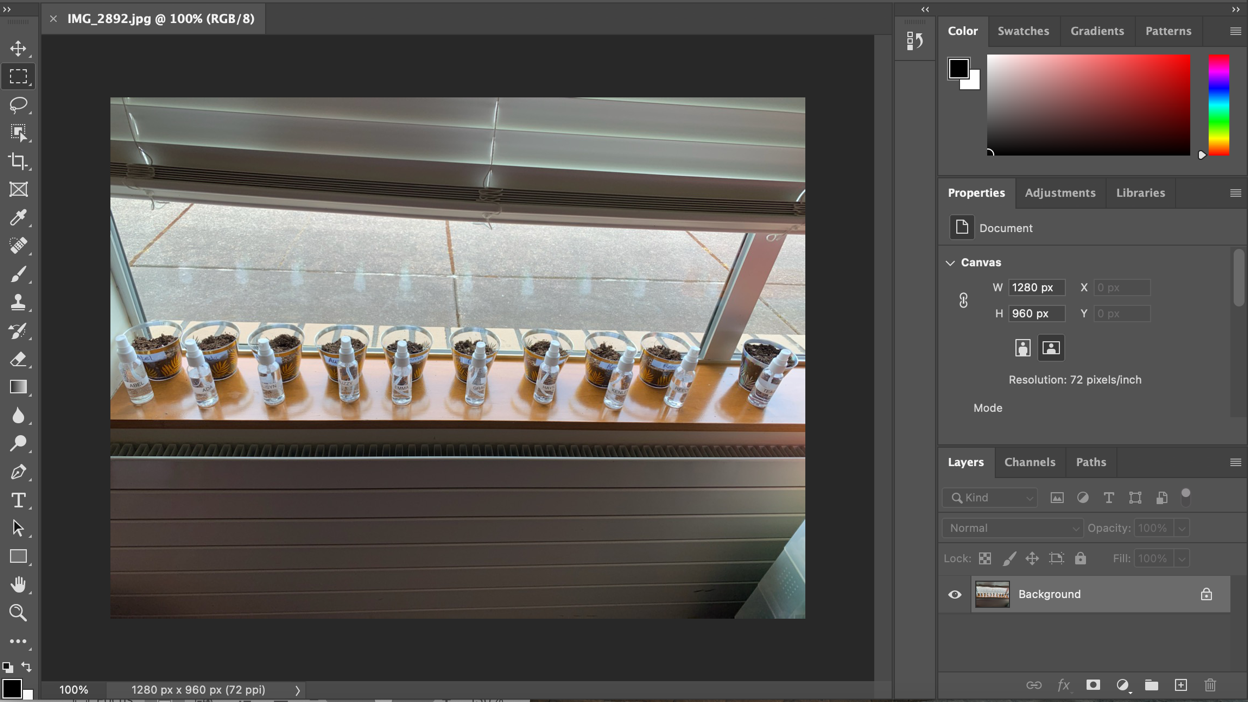 IMG_2892.jpg @ 100% (RGB/8)
Color
Swatches
Gradients
Patterns
Properties
Adjustments
Libraries
Document
Canvas
W 1280 px X 0 px
H 960 px Y 0 px
Resolution: 72 pixels/inch
Mode
Layers
Channels
Paths
Kind
Normal Opacity: 100%
Lock: Fill: 100%
Background
fx
100% 1280 px x 960 px (72 ppi)